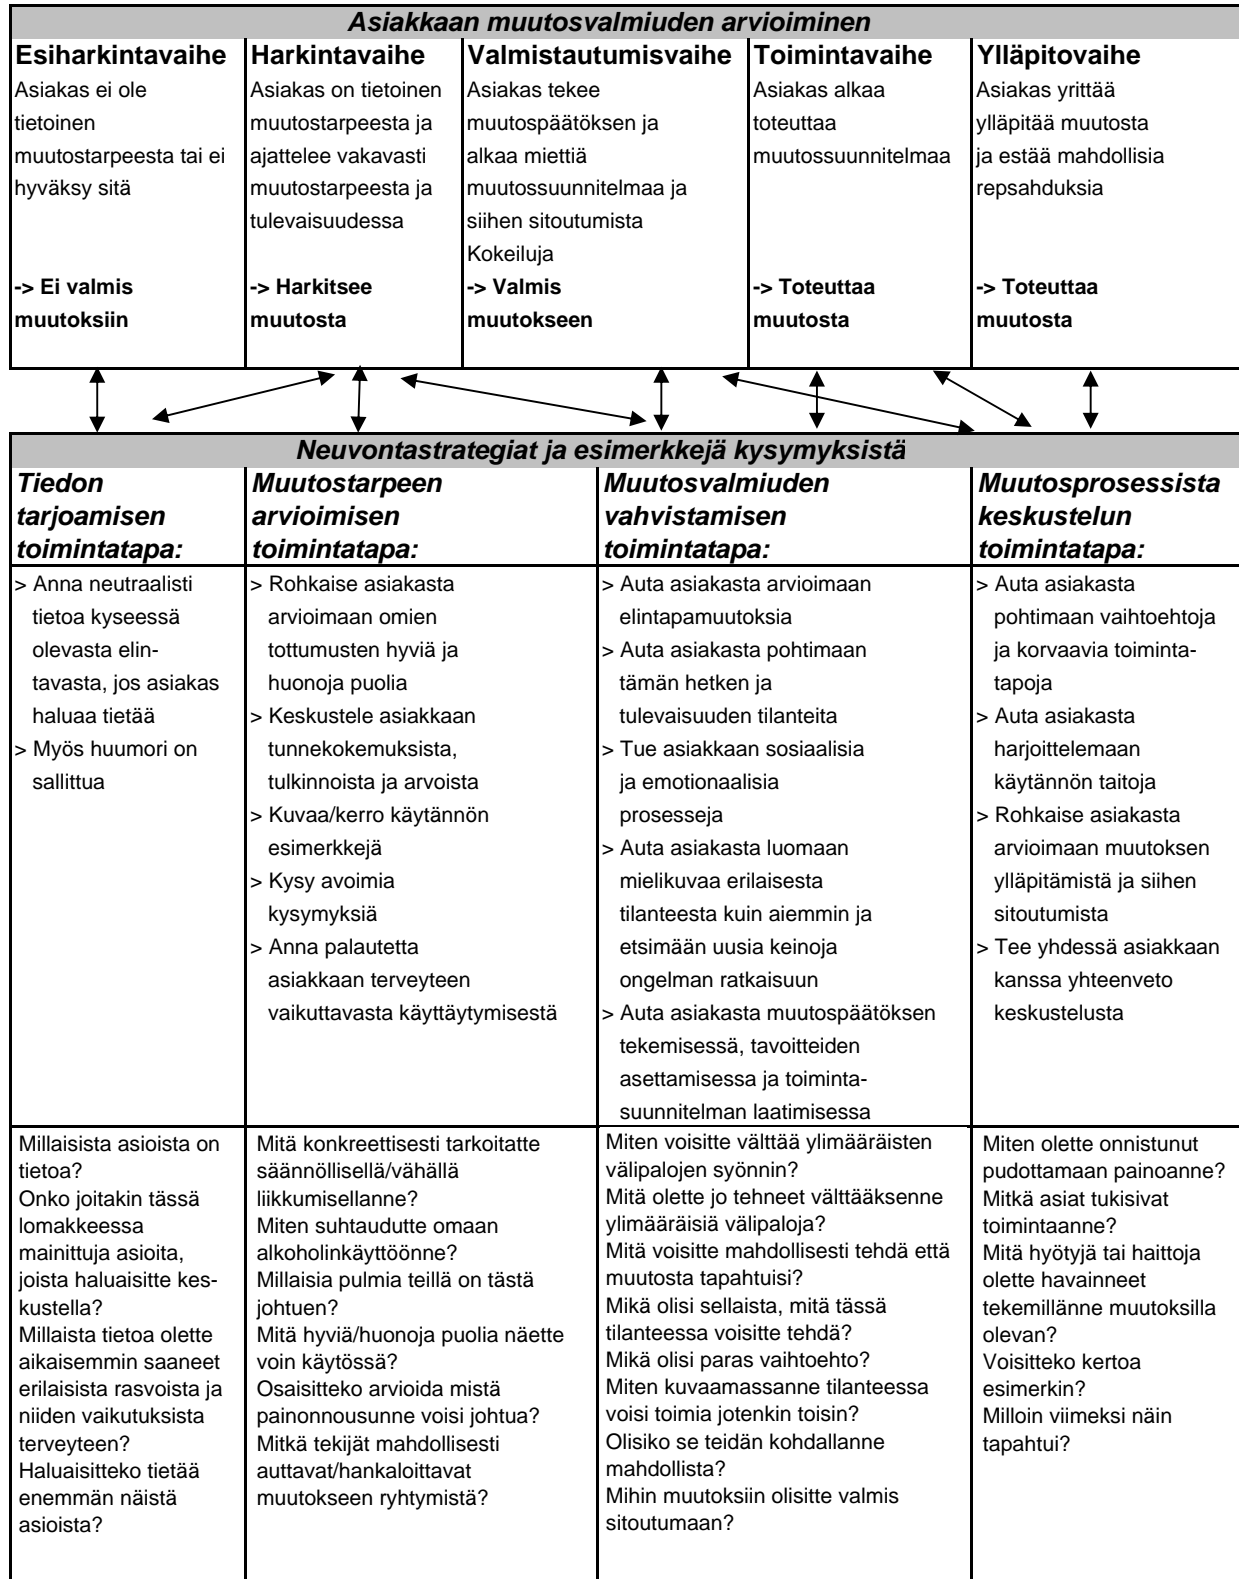 Asiakkaan muutosvalmiuden arvioiminen
Esiharkintavaihe
Asiakas ei ole
tietoinen
muutostarpeesta tai ei
hyväksy sitä
-> Ei valmis
muutoksiin
Harkintavaihe
Asiakas on tietoinen
muutostarpeesta ja
ajattelee vakavasti
muutostarpeesta ja
tulevaisuudessa
-> Harkitsee
muutosta
Valmistautumisvaihe
Asiakas tekee
muutospäätöksen ja
alkaa miettiä
muutossuunnitelmaa ja
siihen sitoutumista
Kokeiluja
-> Valmis
muutokseen
Toimintavaihe
Asiakas alkaa
toteuttaa
muutossuunnitelmaa
-> Toteuttaa
muutosta
Ylläpitovaihe
Asiakas yrittää
ylläpitää muutosta
ja estää mahdollisia
repsahduksia
-> Toteuttaa
muutosta
Neuvontastrategiat ja esimerkkejä kysymyksistä
Tiedon
tarjoamisen
toimintatapa:
> Anna neutraalisti
tietoa kyseessä
olevasta elin-
tavasta, jos asiakas
haluaa tietää
> Myös huumori on
sallittua
Muutostarpeen
arvioimisen
toimintatapa:
> Rohkaise asiakasta
arvioimaan omien
tottumusten hyviä ja
huonoja puolia
> Keskustele asiakkaan
tunnekokemuksista,
tulkinnoista ja arvoista
> Kuvaa/kerro käytännön
esimerkkejä
> Kysy avoimia
kysymyksiä
> Anna palautetta
asiakkaan terveyteen
vaikuttavasta käyttäytymisestä
Muutosvalmiuden
vahvistamisen
toimintatapa:
> Auta asiakasta arvioimaan
elintapamuutoksia
> Auta asiakasta pohtimaan
tämän hetken ja
tulevaisuuden tilanteita
> Tue asiakkaan sosiaalisia
ja emotionaalisia
prosesseja
> Auta asiakasta luomaan
mielikuvaa erilaisesta
tilanteesta kuin aiemmin ja
etsimään uusia keinoja
ongelman ratkaisuun
> Auta asiakasta muutospäätöksen
tekemisessä, tavoitteiden
asettamisessa ja toiminta-
suunnitelman laatimisessa
Muutosprosessista
keskustelun
toimintatapa:
> Auta asiakasta
pohtimaan vaihtoehtoja
ja korvaavia toiminta-
tapoja
> Auta asiakasta
harjoittelemaan
käytännön taitoja
> Rohkaise asiakasta
arvioimaan muutoksen
ylläpitämistä ja siihen
sitoutumista
> Tee yhdessä asiakkaan
kanssa yhteenveto
keskustelusta
Millaisista asioista on
tietoa?
Onko joitakin tässä
lomakkeessa
mainittuja asioita,
joista haluaisitte kes-
kustella?
Millaista tietoa olette
aikaisemmin saaneet
erilaisista rasvoista ja
niiden vaikutuksista
terveyteen?
Haluaisitteko tietää
enemmän näistä
asioista?
Mitä konkreettisesti tarkoitatte
säännöllisellä/vähällä
liikkumisellanne?
Miten suhtaudutte omaan
alkoholinkäyttöönne?
Millaisia pulmia teillä on tästä
johtuen?
Mitä hyviä/huonoja puolia näette
voin käytössä?
Osaisitteko arvioida mistä
painonnousunne voisi johtua?
Mitkä tekijät mahdollisesti
auttavat/hankaloittavat
muutokseen ryhtymistä?
Miten voisitte välttää ylimääräisten
välipalojen syönnin?
Mitä olette jo tehneet välttääksenne
ylimääräisiä välipaloja?
Mitä voisitte mahdollisesti tehdä että
muutosta tapahtuisi?
Mikä olisi sellaista, mitä tässä
tilanteessa voisitte tehdä?
Mikä olisi paras vaihtoehto?
Miten kuvaamassanne tilanteessa
voisi toimia jotenkin toisin?
Olisiko se teidän kohdallanne
mahdollista?
Mihin muutoksiin olisitte valmis
sitoutumaan?
Miten olette onnistunut
pudottamaan painoanne?
Mitkä asiat tukisivat
toimintaanne?
Mitä hyötyjä tai haittoja
olette havainneet
tekemillänne muutoksilla
olevan?
Voisitteko kertoa
esimerkin?
Milloin viimeksi näin
tapahtui?